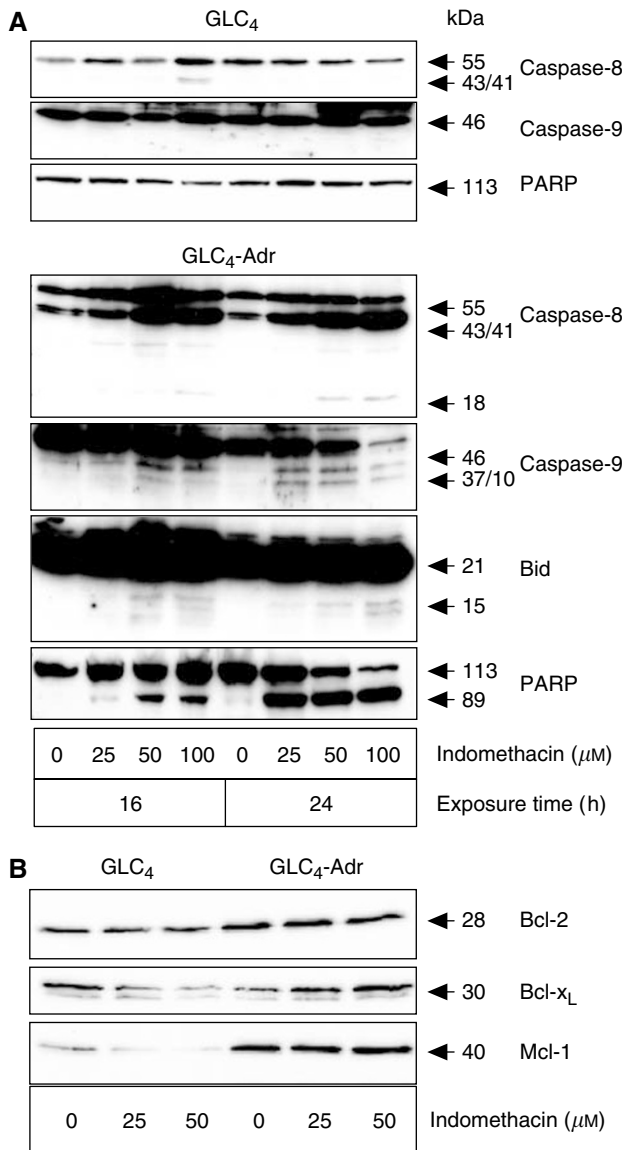 A
GLC4
kDa
55
43/41
Caspase-8
46
Caspase-9
113
PARP
GLC4-Adr
55
43/41
Caspase-8
18
46
37/10
Caspase-9
21
Bid
15
113
89
PARP
0 25 50 100 0 25 50 100 Indomethacin (μM)
16 24 Exposure time (h)
B
GLC4 GLC4-Adr
28 Bcl-2
30 Bcl-xL
40 Mcl-1
0 25 50 0 25 50 Indomethacin (μM)